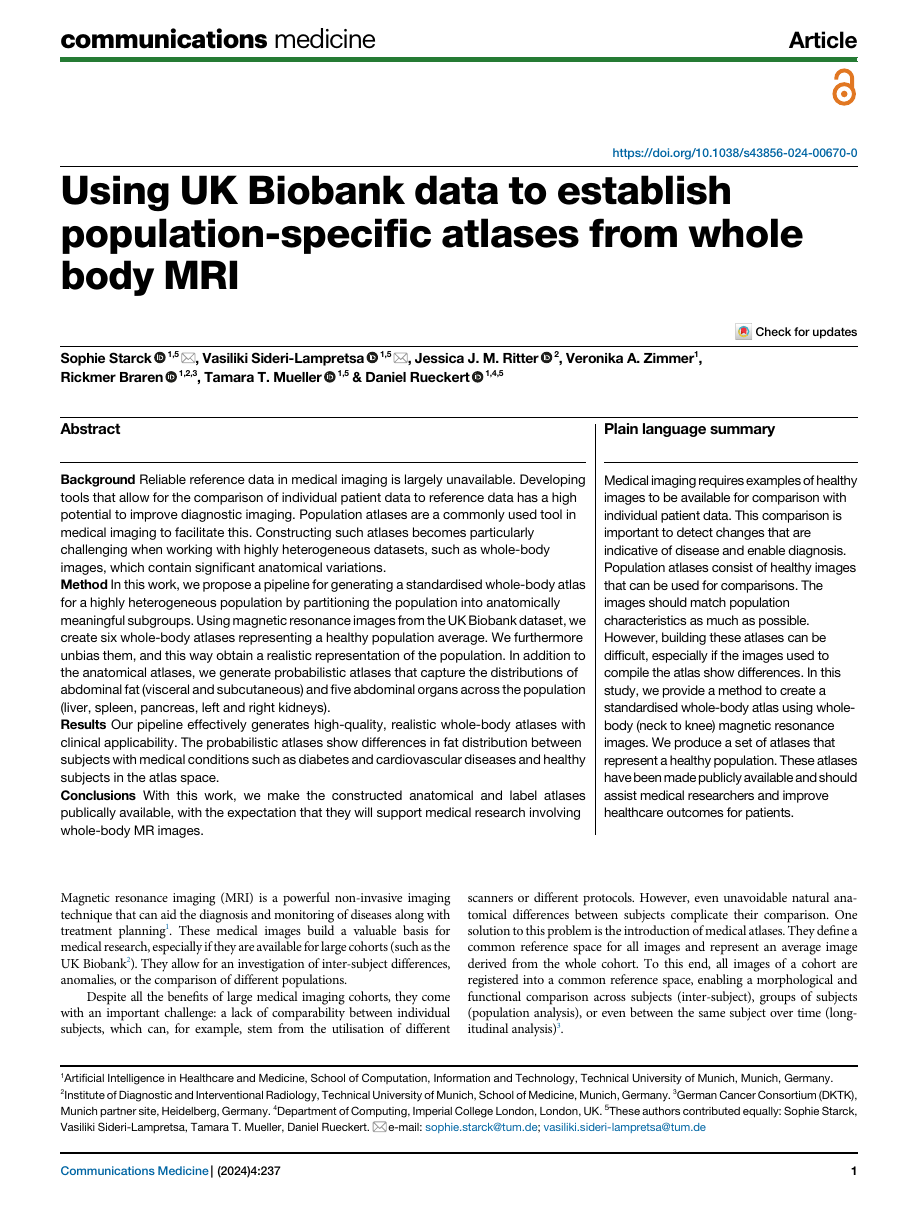 communications medicine
Article
https://doi.org/10.1038/s43856-024-00670-0
Using UK Biobank data to establish
population-specific atlases from whole
body MRI
Check for updates
Sophie Starck 1,5, Vasiliki Sideri-Lampretsa 1,5, Jessica J. M. Ritter 2, Veronika A. Zimmer1,
Rickmer Braren 1,2,3, Tamara T. Mueller 1,5 & Daniel Rueckert 1,4,5
Abstract
Background Reliable reference data in medical imaging is largely unavailable. Developing
tools that allow for the comparison of individual patient data to reference data has a high
potential to improve diagnostic imaging. Population atlases are a commonly used tool in
medical imaging to facilitate this. Constructing such atlases becomes particularly
challenging when working with highly heterogeneous datasets, such as whole-body
images, which contain significant anatomical variations.
Method In this work, we propose a pipeline for generating a standardised whole-body atlas
for a highly heterogeneous population by partitioning the population into anatomically
meaningful subgroups. Using magnetic resonance images from the UK Biobank dataset, we
create six whole-body atlases representing a healthy population average. We furthermore
unbias them, and this way obtain a realistic representation of the population. In addition to
the anatomical atlases, we generate probabilistic atlases that capture the distributions of
abdominal fat (visceral and subcutaneous) and five abdominal organs across the population
(liver, spleen, pancreas, left and right kidneys).
Results Our pipeline effectively generates high-quality, realistic whole-body atlases with
clinical applicability. The probabilistic atlases show differences in fat distribution between
subjects with medical conditions such as diabetes and cardiovascular diseases and healthy
subjects in the atlas space.
Conclusions With this work, we make the constructed anatomical and label atlases
publically available, with the expectation that they will support medical research involving
whole-body MR images.
Plain language summary
Medical imaging requires examples of healthy
images to be available for comparison with
individual patient data. This comparison is
important to detect changes that are
indicative of disease and enable diagnosis.
Population atlases consist of healthy images
that can be used for comparisons. The
images should match population
characteristics as much as possible.
However, building these atlases can be
difficult, especially if the images used to
compile the atlas show differences. In this
study, we provide a method to create a
standardised whole-body atlas using whole-
body (neck to knee) magnetic resonance
images. We produce a set of atlases that
represent a healthy population. These atlases
have been made publicly available and should
assist medical researchers and improve
healthcare outcomes for patients.
Magnetic resonance imaging (MRI) is a powerful non-invasive imaging
technique that can aid the diagnosis and monitoring of diseases along with
treatment planning1. These medical images build a valuable basis for
medical research, especially if they are available for large cohorts (such as the
UK Biobank2). They allow for an investigation of inter-subject differences,
anomalies, or the comparison of different populations.
Despite all the benefits of large medical imaging cohorts, they come
with an important challenge: a lack of comparability between individual
subjects, which can, for example, stem from the utilisation of different
scanners or different protocols. However, even unavoidable natural ana-
tomical differences between subjects complicate their comparison. One
solution to this problem is the introduction of medical atlases. They define a
common reference space for all images and represent an average image
derived from the whole cohort. To this end, all images of a cohort are
registered into a common reference space, enabling a morphological and
functional comparison across subjects (inter-subject), groups of subjects
(population analysis), or even between the same subject over time (long-
itudinal analysis)3.
1Artificial Intelligence in Healthcare and Medicine, School of Computation, Information and Technology, Technical University of Munich, Munich, Germany.
2Institute of Diagnostic and Interventional Radiology, Technical University of Munich, School of Medicine, Munich, Germany. 3German Cancer Consortium (DKTK),
Munich partner site, Heidelberg, Germany. 4Department of Computing, Imperial College London, London, UK. 5These authors contributed equally: Sophie Starck,
Vasiliki Sideri-Lampretsa, Tamara T. Mueller, Daniel Rueckert. e-mail: sophie.starck@tum.de; vasiliki.sideri-lampretsa@tum.de
Communications Medicine | (2024)4:237
1